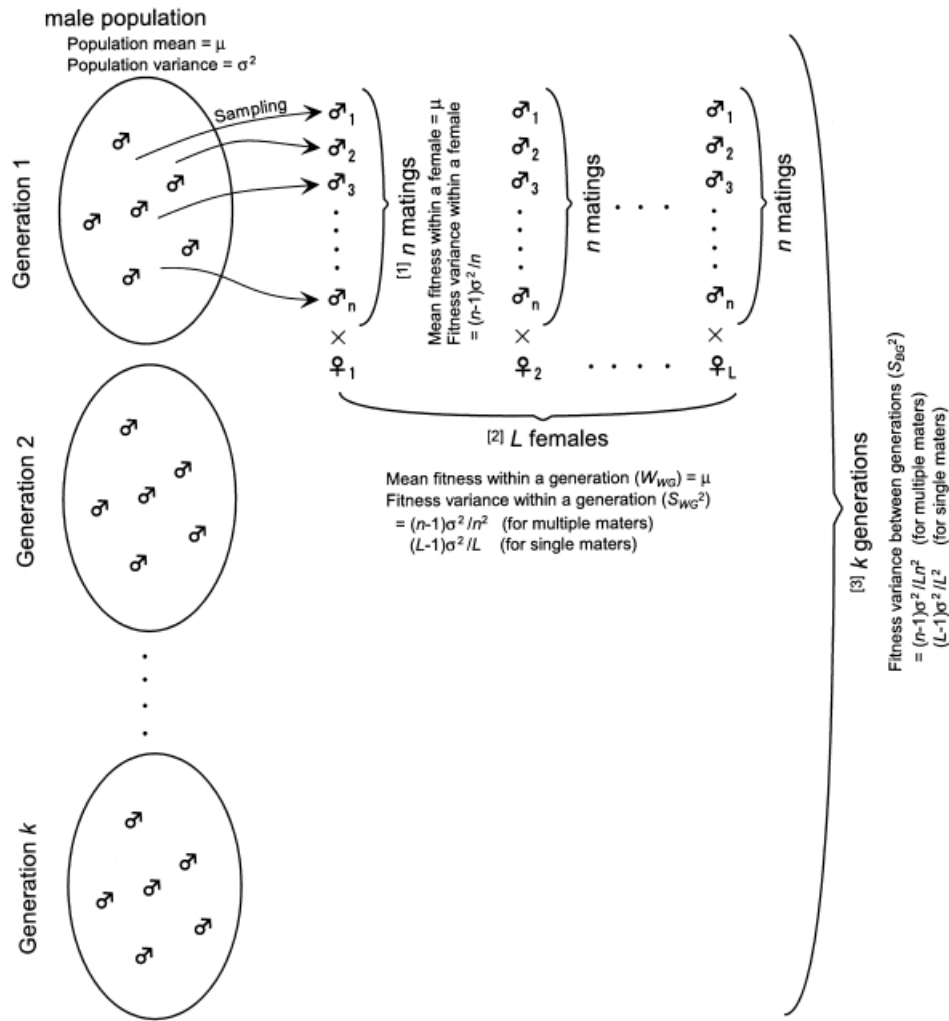 male population
Population mean = μ
Population variance = σ²
Generation 1
Sampling
♂1
♂2
♂3
♂n
×
♀1
[1] n matings
Mean fitness within a female = μ
Fitness variance within a female
= (n-1)σ²/n
♂1
♂2
♂3
♂n
×
♀2
n matings
♂1
♂2
♂3
♂n
×
♀L
n matings
[2] L females
Mean fitness within a generation (WWG) = μ
Fitness variance within a generation (SWG²)
= (n-1)σ²/n² (for multiple maters)
(L-1)σ²/L (for single maters)
Generation 2
Generation k
[3] k generations
Fitness variance between generations (SBG²)
= (n-1)σ²/Ln² (for multiple maters)
(L-1)σ²/L² (for single maters)